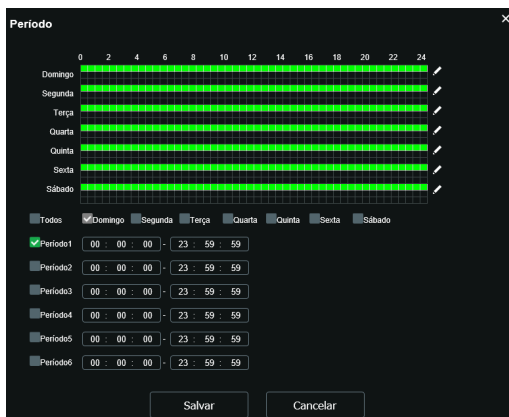 Período
0 2 4 6 8 10 12 14 16 18 20 22 24
Domingo
Segunda
Terça
Quarta
Quinta
Sexta
Sábado
Todos Domingo Segunda Terça Quarta Quinta Sexta Sábado
Período1 00 : 00 : 00 - 23 : 59 : 59
Período2 00 : 00 : 00 - 23 : 59 : 59
Período3 00 : 00 : 00 - 23 : 59 : 59
Período4 00 : 00 : 00 - 23 : 59 : 59
Período5 00 : 00 : 00 - 23 : 59 : 59
Período6 00 : 00 : 00 - 23 : 59 : 59
Salvar Cancelar